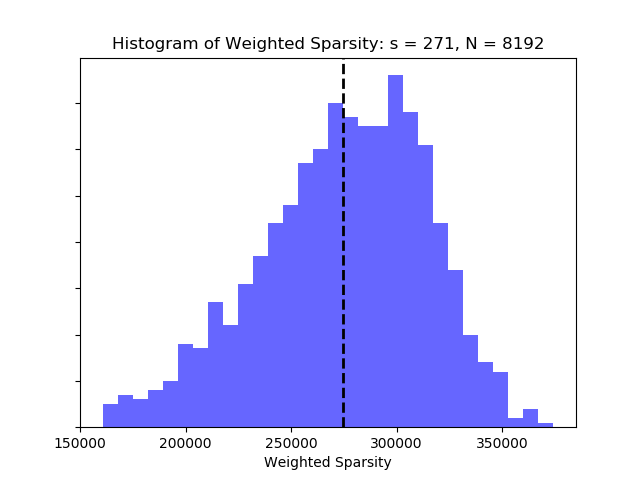 Histogram of Weighted Sparsity: s = 271, N = 8192
150000 200000 250000 300000 350000
Weighted Sparsity